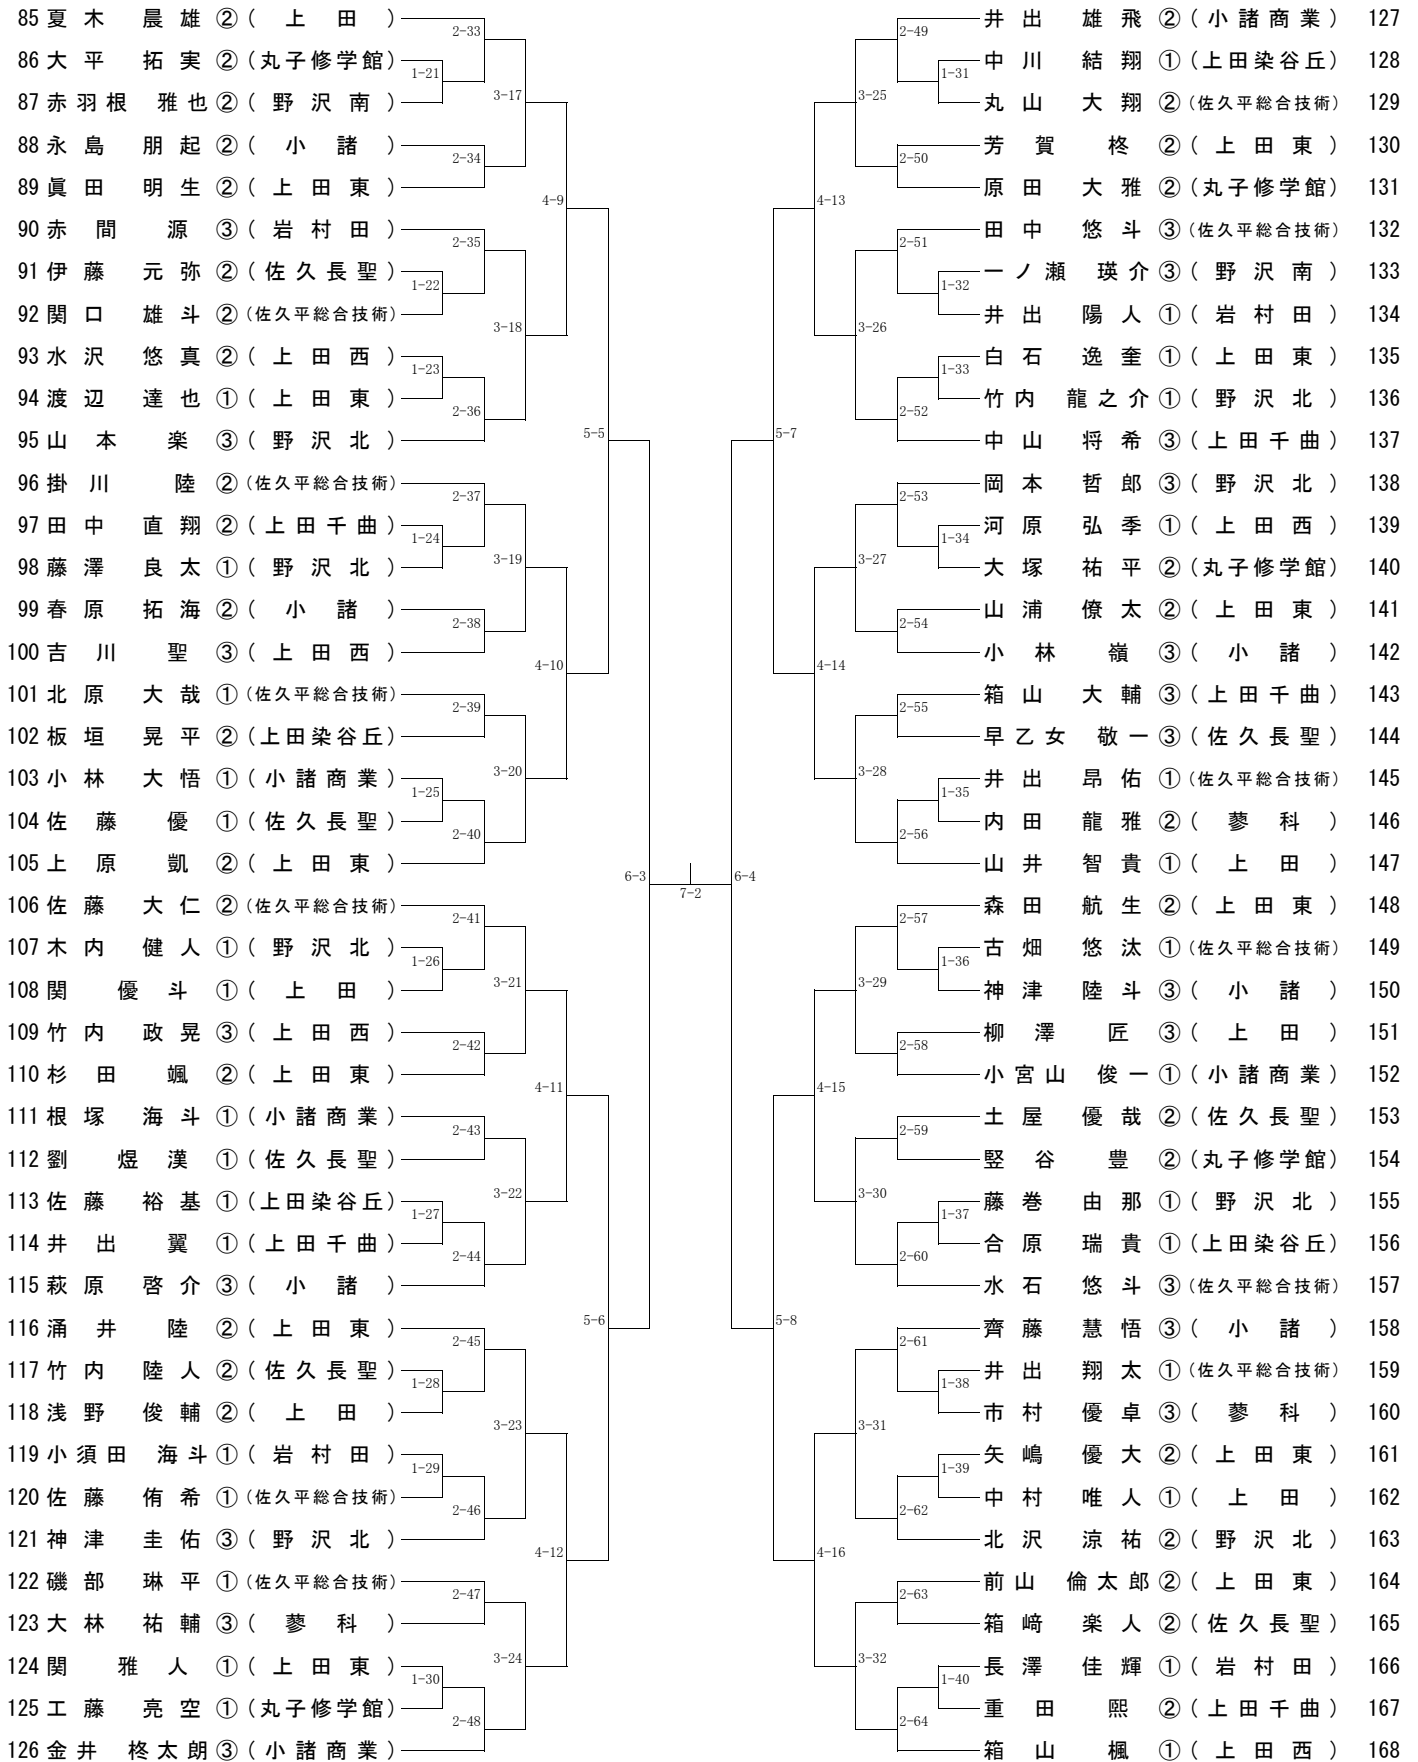 85 夏木 晨雄 ② (上田)
86 大平 拓実 ② (丸子修学館)
87 赤羽根 雅也 ② (野沢南)
88 永島 朋起 ② (小諸)
89 眞田 明生 ② (上田東)
90 赤間 源 ③ (岩村田)
91 伊藤 元弥 ② (佐久長聖)
92 関口 雄斗 ② (佐久平総合技術)
93 水沢 悠真 ② (上田西)
94 渡辺 達也 ① (上田東)
95 山本 楽 ③ (野沢北)
96 掛川 陸 ② (佐久平総合技術)
97 田中 直翔 ② (上田千曲)
98 藤澤 良太 ① (野沢北)
99 春原 拓海 ② (小諸)
100 吉川 聖 ③ (上田西)
101 北原 大哉 ① (佐久平総合技術)
102 板垣 晃平 ② (上田染谷丘)
103 小林 大悟 ① (小諸商業)
104 佐藤 優 ① (佐久長聖)
105 上原 凱 ② (上田東)
106 佐藤 大仁 ② (佐久平総合技術)
107 木内 健人 ① (野沢北)
108 関 優斗 ① (上田)
109 竹内 政晃 ③ (上田西)
110 杉田 颯 ② (上田東)
111 根塚 海斗 ① (小諸商業)
112 劉 煜漢 ① (佐久長聖)
113 佐藤 裕基 ① (上田染谷丘)
114 井出 翼 ① (上田千曲)
115 萩原 啓介 ③ (小諸)
116 涌井 陸 ② (上田東)
117 竹内 陸人 ② (佐久長聖)
118 浅野 俊輔 ② (上田)
119 小須田 海斗 ① (岩村田)
120 佐藤 侑希 ① (佐久平総合技術)
121 神津 圭佑 ③ (野沢北)
122 磯部 琳平 ① (佐久平総合技術)
123 大林 祐輔 ③ (蓼科)
124 関 雅人 ① (上田東)
125 工藤 亮空 ① (丸子修学館)
126 金井 柊太朗 ③ (小諸商業)
2-33
1-21
3-17
2-34
4-9
2-35
1-22
3-18
1-23
2-36
5-5
2-37
1-24
3-19
2-38
4-10
2-39
3-20
1-25
2-40
6-3
2-41
1-26
3-21
2-42
4-11
2-43
3-22
1-27
2-44
5-6
2-45
1-28
3-23
1-29
2-46
4-12
2-47
3-24
1-30
2-48
7-2
2-49
1-31
3-25
2-50
4-13
2-51
1-32
3-26
1-33
2-52
5-7
2-53
1-34
3-27
2-54
4-14
2-55
3-28
1-35
2-56
6-4
2-57
1-36
3-29
2-58
4-15
2-59
3-30
1-37
2-60
5-8
2-61
1-38
3-31
1-39
2-62
4-16
2-63
3-32
1-40
2-64
井出 雄飛 ② (小諸商業) 127
中川 結翔 ① (上田染谷丘) 128
丸山 大翔 ② (佐久平総合技術) 129
芳賀 柊 ② (上田東) 130
原田 大雅 ② (丸子修学館) 131
田中 悠斗 ③ (佐久平総合技術) 132
一ノ瀬 瑛介 ③ (野沢南) 133
井出 陽人 ① (岩村田) 134
白石 逸奎 ① (上田東) 135
竹内 龍之介 ① (野沢北) 136
中山 将希 ③ (上田千曲) 137
岡本 哲郎 ③ (野沢北) 138
河原 弘季 ① (上田西) 139
大塚 祐平 ② (丸子修学館) 140
山浦 僚太 ② (上田東) 141
小林 嶺 ③ (小諸) 142
箱山 大輔 ③ (上田千曲) 143
早乙女 敬一 ③ (佐久長聖) 144
井出 昂佑 ① (佐久平総合技術) 145
内田 龍雅 ② (蓼科) 146
山井 智貴 ① (上田) 147
森田 航生 ② (上田東) 148
古畑 悠汰 ① (佐久平総合技術) 149
神津 陸斗 ③ (小諸) 150
柳澤 匠 ③ (上田) 151
小宮山 俊一 ① (小諸商業) 152
土屋 優哉 ② (佐久長聖) 153
竪谷 豊 ② (丸子修学館) 154
藤巻 由那 ① (野沢北) 155
合原 瑞貴 ① (上田染谷丘) 156
水石 悠斗 ③ (佐久平総合技術) 157
齊藤 慧悟 ③ (小諸) 158
井出 翔太 ① (佐久平総合技術) 159
市村 優卓 ③ (蓼科) 160
矢嶋 優大 ② (上田東) 161
中村 唯人 ① (上田) 162
北沢 涼祐 ② (野沢北) 163
前山 倫太郎 ② (上田東) 164
箱﨑 楽人 ② (佐久長聖) 165
長澤 佳輝 ① (岩村田) 166
重田 熙 ② (上田千曲) 167
箱山 楓 ① (上田西) 168